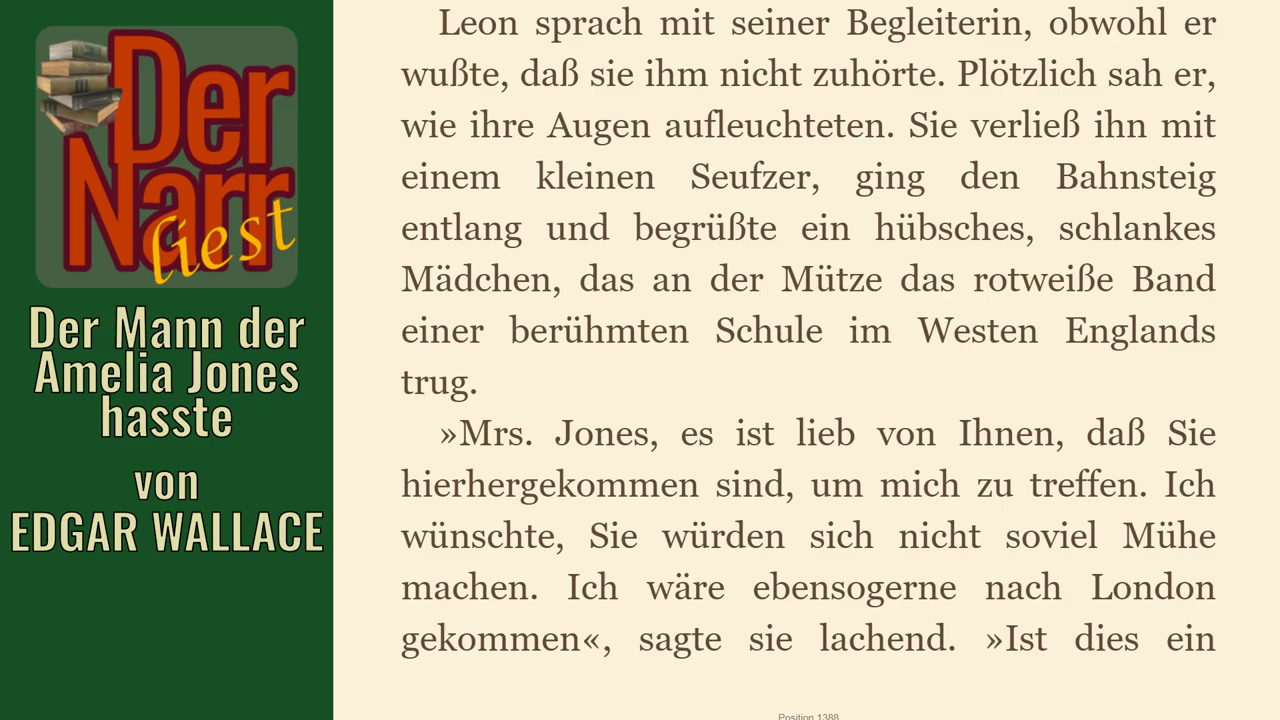 Der
Narr
liest
Der Mann der
Amelia Jones
hasste
von
EDGAR WALLACE
Leon sprach mit seiner Begleiterin, obwohl er
wußte, daß sie ihm nicht zuhörte. Plötzlich sah er,
wie ihre Augen aufleuchteten. Sie verließ ihn mit
einem kleinen Seufzer, ging den Bahnsteig
entlang und begrüßte ein hübsches, schlankes
Mädchen, das an der Mütze das rotweiße Band
einer berühmten Schule im Westen Englands
trug.
»Mrs. Jones, es ist lieb von Ihnen, daß Sie
hierhergekommen sind, um mich zu treffen. Ich
wünschte, Sie würden sich nicht soviel Mühe
machen. Ich wäre ebensogerne nach London
gekommen«, sagte sie lachend. »Ist dies ein
Position 1388